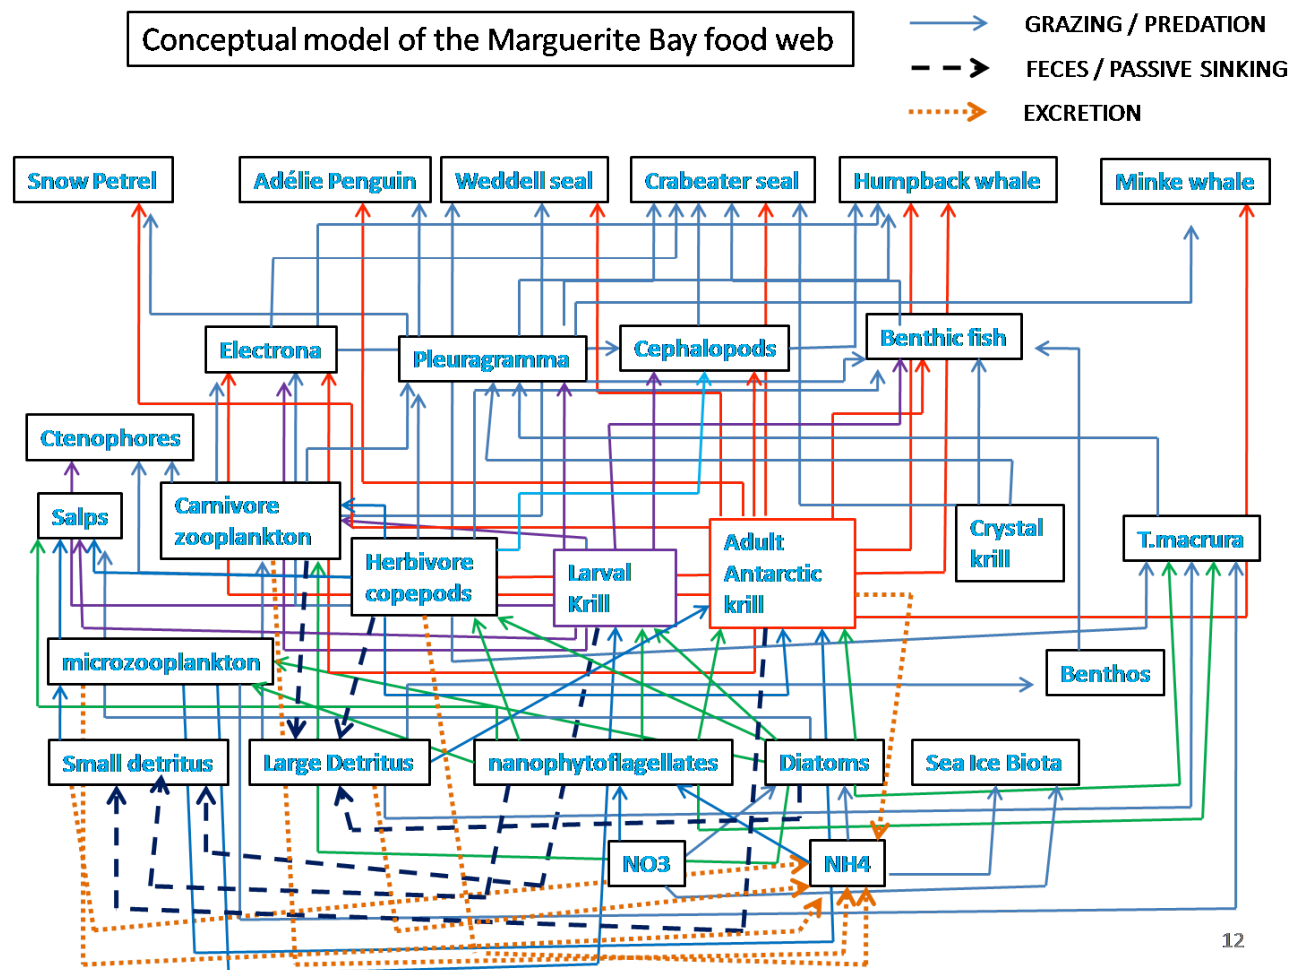 Conceptual model of the Marguerite Bay food web
GRAZING / PREDATION
FECES / PASSIVE SINKING
EXCRETION
Snow Petrel
Adélie Penguin
Weddell seal
Crabeater seal
Humpback whale
Minke whale
Electrona
Pleuragramma
Cephalopods
Benthic fish
Ctenophores
Salps
Carnivore
zooplankton
Herbivore
copepods
Larval
Krill
Adult
Antarctic
krill
Crystal
krill
T.macrura
microzooplankton
Benthos
Small detritus
Large Detritus
nanophytoflagellates
Diatoms
Sea Ice Biota
NO3
NH4
12